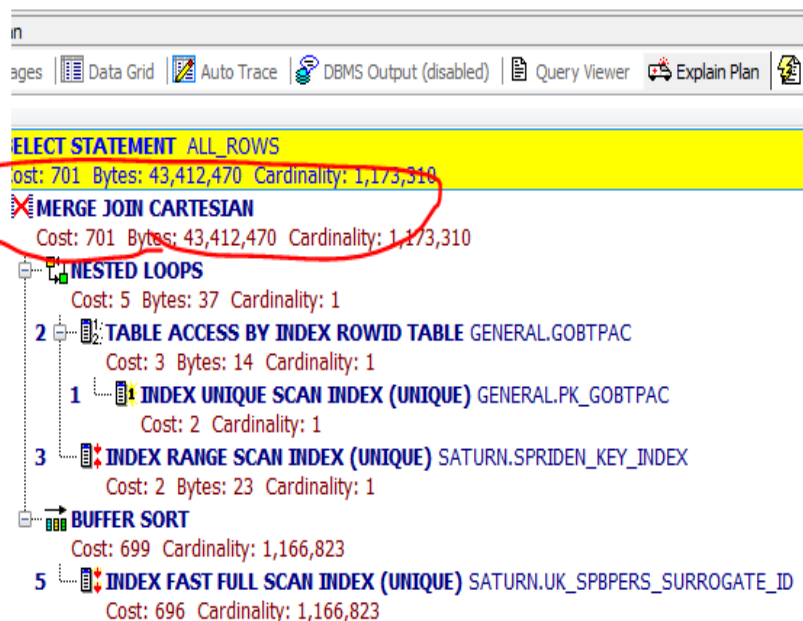 an
ages Data Grid Auto Trace DBMS Output (disabled) Query Viewer Explain Plan
ELECT STATEMENT ALL_ROWS
ost: 701 Bytes: 43,412,470 Cardinality: 1,173,310
MERGE JOIN CARTESIAN
Cost: 701 Bytes: 43,412,470 Cardinality: 1,173,310
NESTED LOOPS
Cost: 5 Bytes: 37 Cardinality: 1
2 TABLE ACCESS BY INDEX ROWID TABLE GENERAL.GOBTPAC
Cost: 3 Bytes: 14 Cardinality: 1
1 INDEX UNIQUE SCAN INDEX (UNIQUE) GENERAL.PK_GOBTPAC
Cost: 2 Cardinality: 1
3 INDEX RANGE SCAN INDEX (UNIQUE) SATURN.SPRIDEN_KEY_INDEX
Cost: 2 Bytes: 23 Cardinality: 1
BUFFER SORT
Cost: 699 Cardinality: 1,166,823
5 INDEX FAST FULL SCAN INDEX (UNIQUE) SATURN.UK_SPBPERS_SURROGATE_ID
Cost: 696 Cardinality: 1,166,823